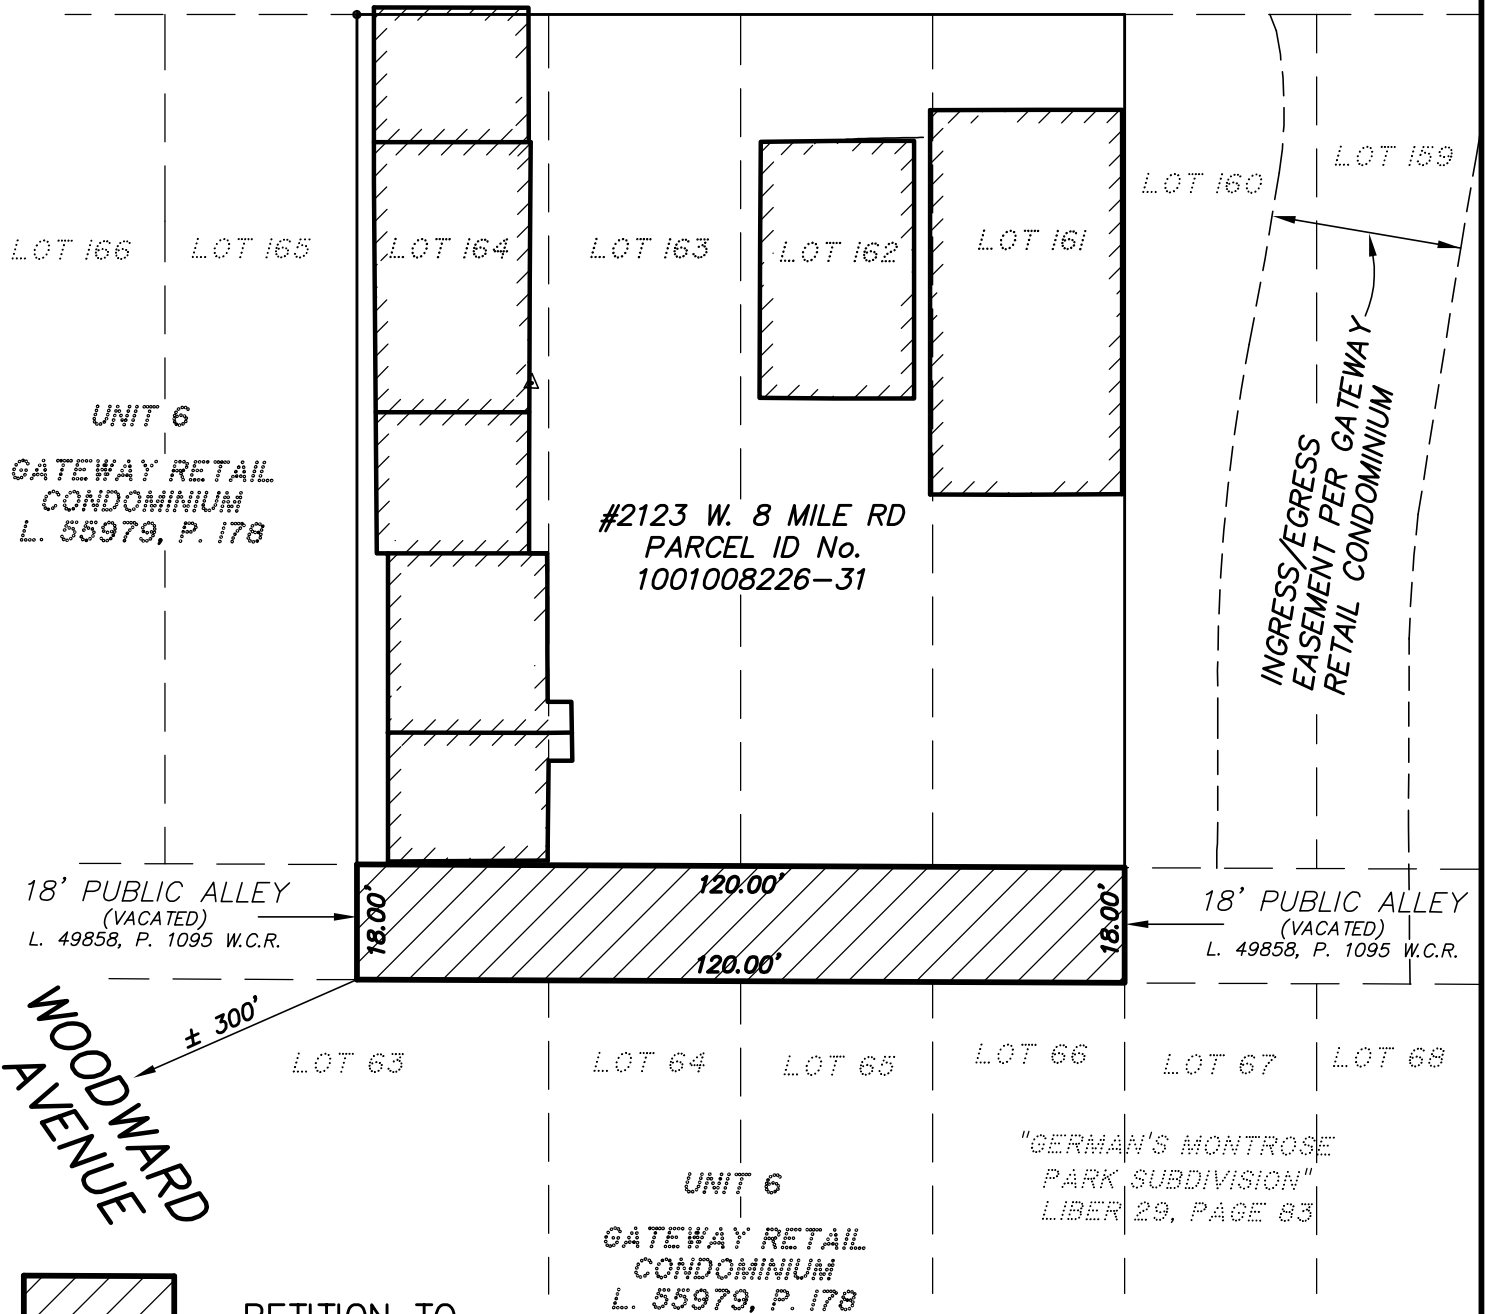 LOT 159
LOT 160
LOT 166
LOT 165
LOT 164
LOT 163
LOT 162
LOT 161
UNIT 6
GATEWAY RETAIL
CONDOMINIUM
L. 55979, P. 178
#2123 W. 8 MILE RD
PARCEL ID No.
1001008226-31
INGRESS/EGRESS
EASEMENT PER GATEWAY
RETAIL CONDOMINIUM
18' PUBLIC ALLEY
(VACATED)
L. 49858, P. 1095 W.C.R.
18.00'
120.00'
120.00'
18.00'
18' PUBLIC ALLEY
(VACATED)
L. 49858, P. 1095 W.C.R.
± 300'
WOODWARD
AVENUE
LOT 63
LOT 64
LOT 65
LOT 66
LOT 67
LOT 68
"GERMAN'S MONTROSE
PARK SUBDIVISION"
LIBER 29, PAGE 83
UNIT 6
GATEWAY RETAIL
CONDOMINIUM
L. 55979, P. 178
PETITION TO